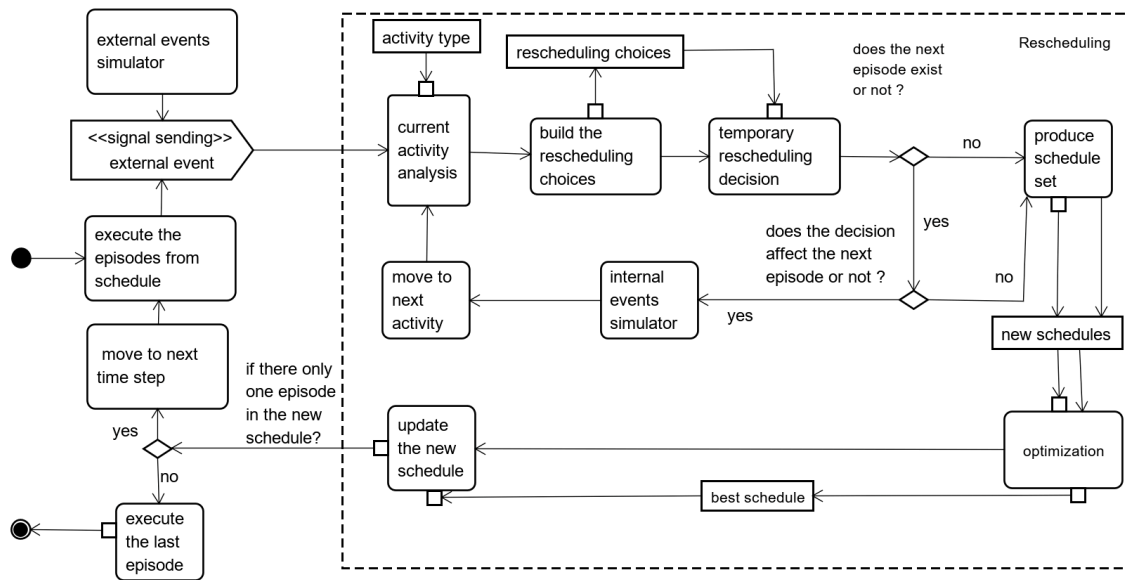 external events
simulator
<<signal sending>>
external event
execute the
episodes from
schedule
move to next
time step
yes
no
execute
the last
episode
if there only
one episode
in the new
schedule?
Rescheduling
activity type
current
activity
analysis
rescheduling choices
build the
rescheduling
choices
temporary
rescheduling
decision
does the next
episode exist
or not ?
no
yes
produce
schedule
set
does the decision
affect the next
episode or not ?
no
yes
internal
events
simulator
move to
next
activity
new schedules
optimization
best schedule
update
the new
schedule